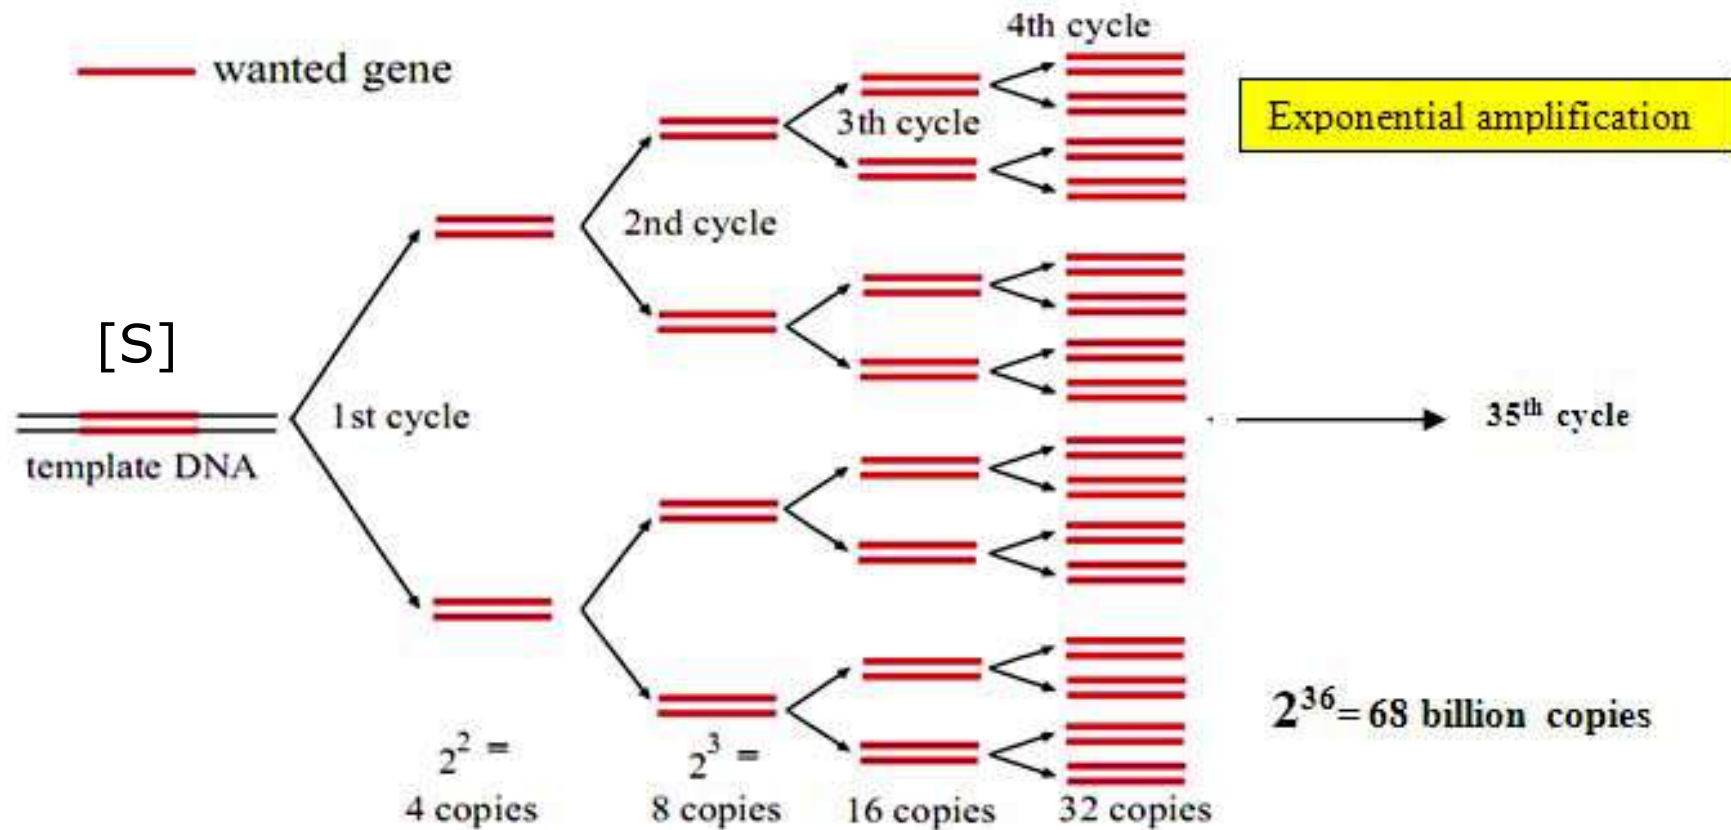 4th cycle
wanted gene
3th cycle
Exponential amplification
2nd cycle
[S]
1st cycle
35th cycle
template DNA
2^36 = 68 billion copies
2^2 =
4 copies
2^3 =
8 copies
16 copies
32 copies